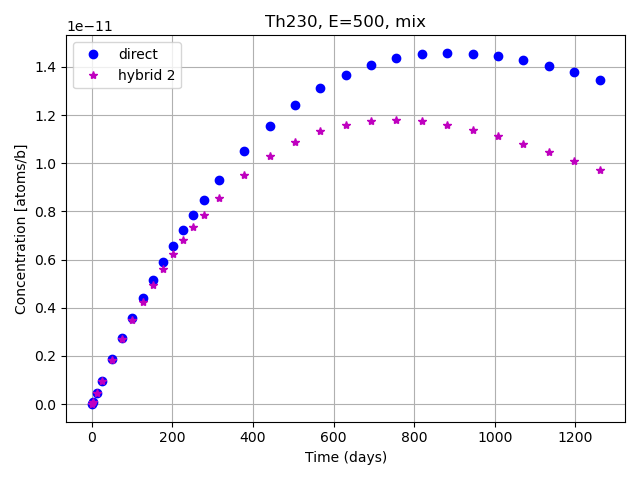 Th230, E=500, mix
1e−11
direct
hybrid 2
1.4
1.2
1.0
0.8
0.6
0.4
0.2
0.0
Concentration [atoms/b]
0 200 400 600 800 1000 1200
Time (days)